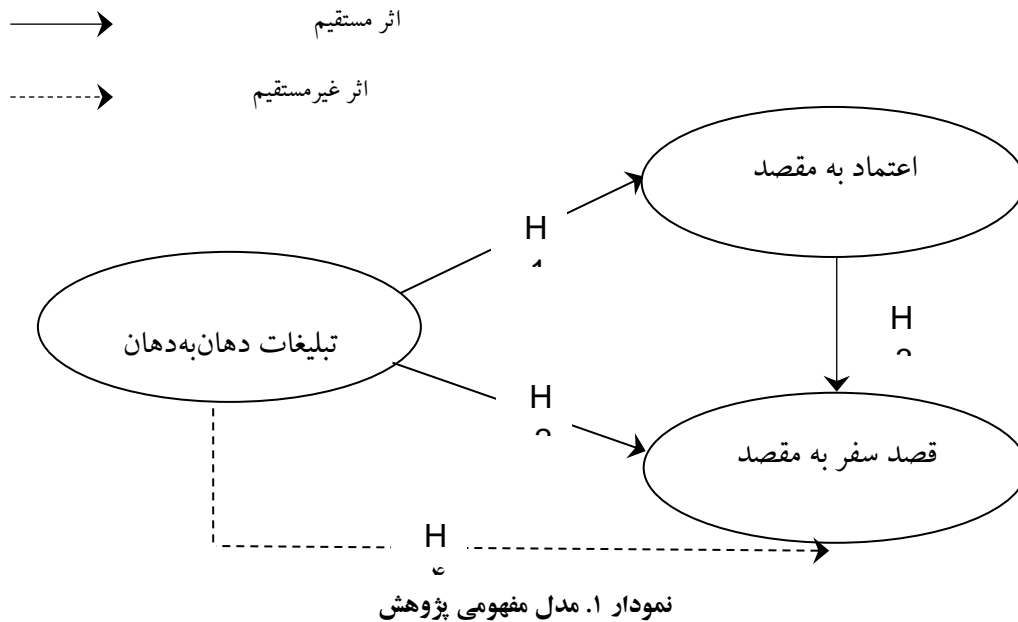 اثر مستقیم
اثر غیرمستقیم
اعتماد به مقصد
H
تبلیغات دهان‌به‌دهان
H
H
قصد سفر به مقصد
H
نمودار ۱. مدل مفهومی پژوهش